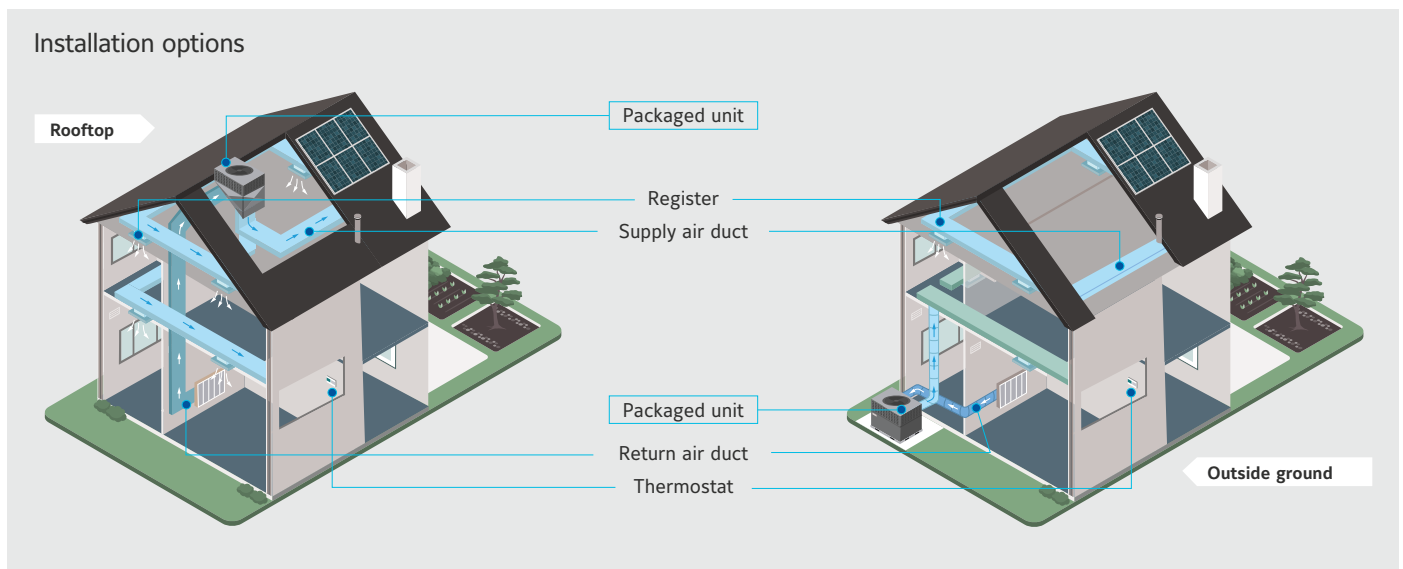 Installation options
Rooftop
Packaged unit
Register
Supply air duct
Packaged unit
Return air duct
Outside ground
Thermostat